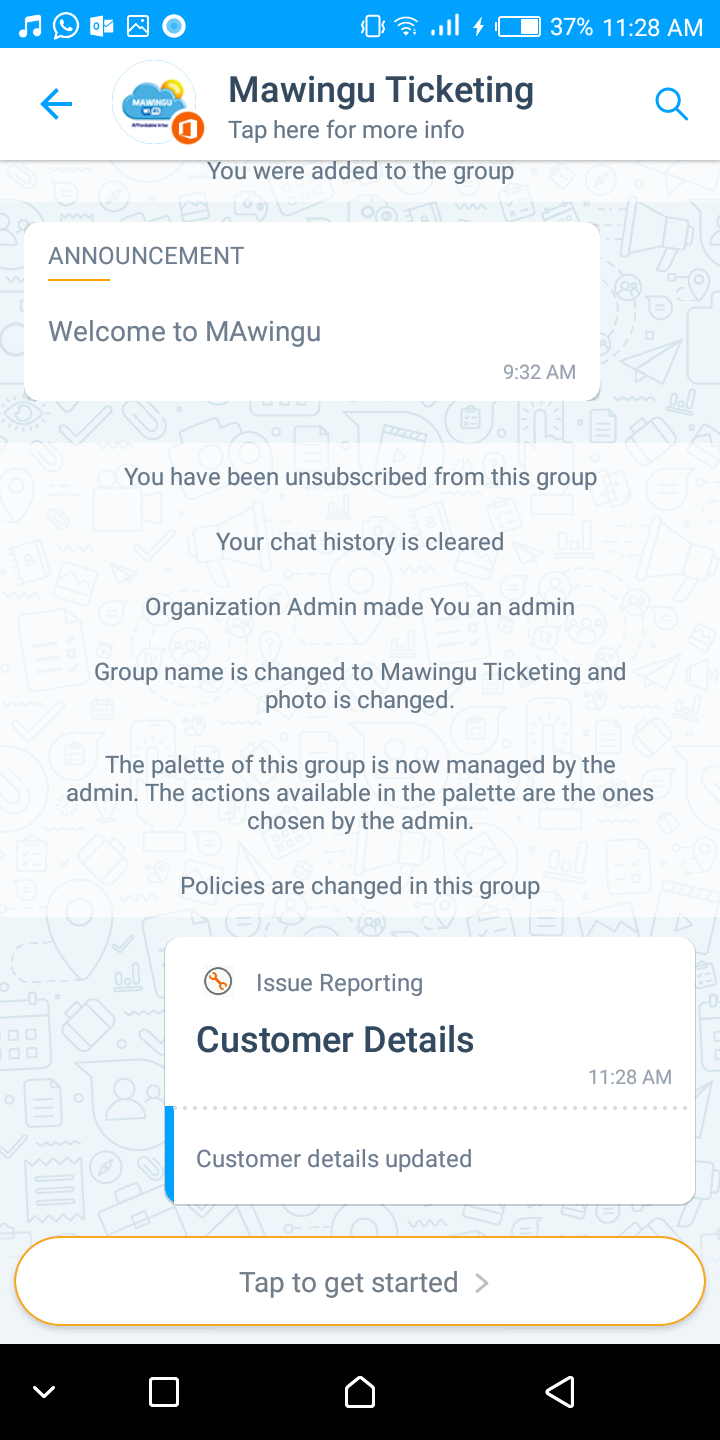 37% 11:28 AM
Mawingu Ticketing
Tap here for more info
You were added to the group
ANNOUNCEMENT
Welcome to MAwingu
9:32 AM
You have been unsubscribed from this group
Your chat history is cleared
Organization Admin made You an admin
Group name is changed to Mawingu Ticketing and
photo is changed.
The palette of this group is now managed by the
admin. The actions available in the palette are the ones
chosen by the admin.
Policies are changed in this group
Issue Reporting
Customer Details
11:28 AM
Customer details updated
Tap to get started